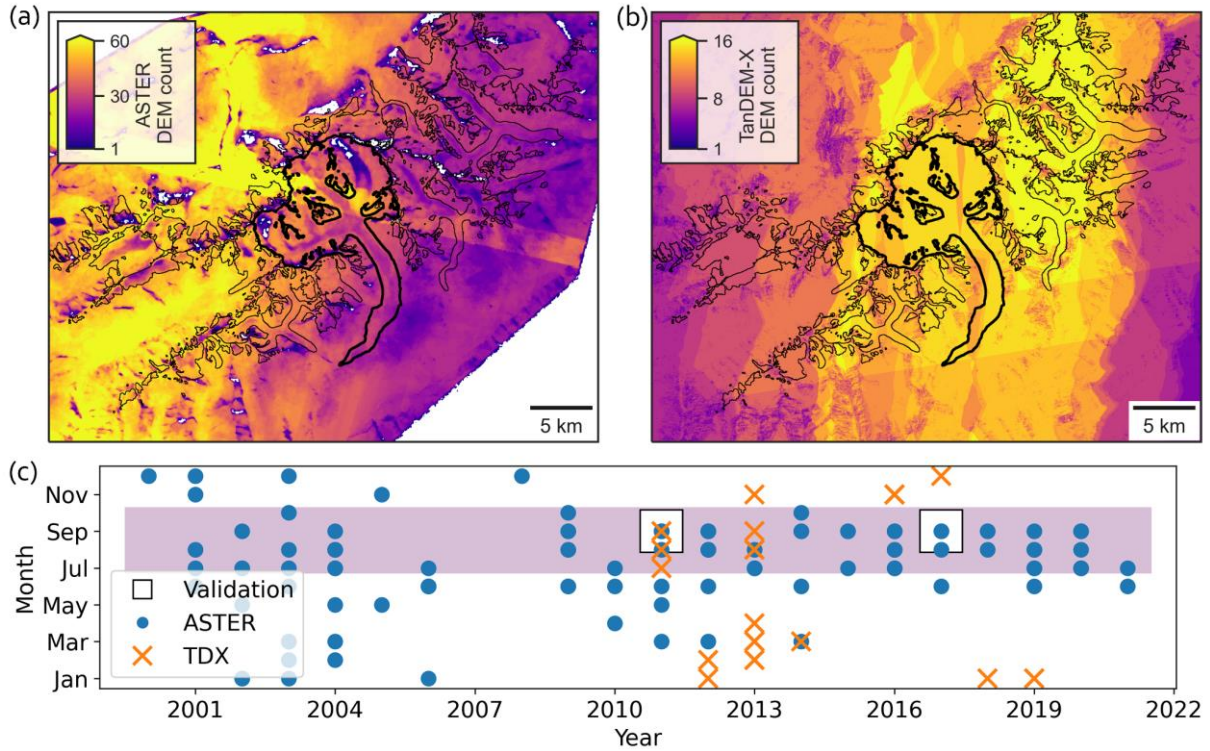 (a)
60
30
1
ASTER
DEM count
5 km
(b)
16
8
1
TanDEM-X
DEM count
5 km
(c)
Month
Nov
Sep
Jul
May
Mar
Jan
Validation
ASTER
TDX
2001
2004
2007
2010
2013
2016
2019
2022
Year